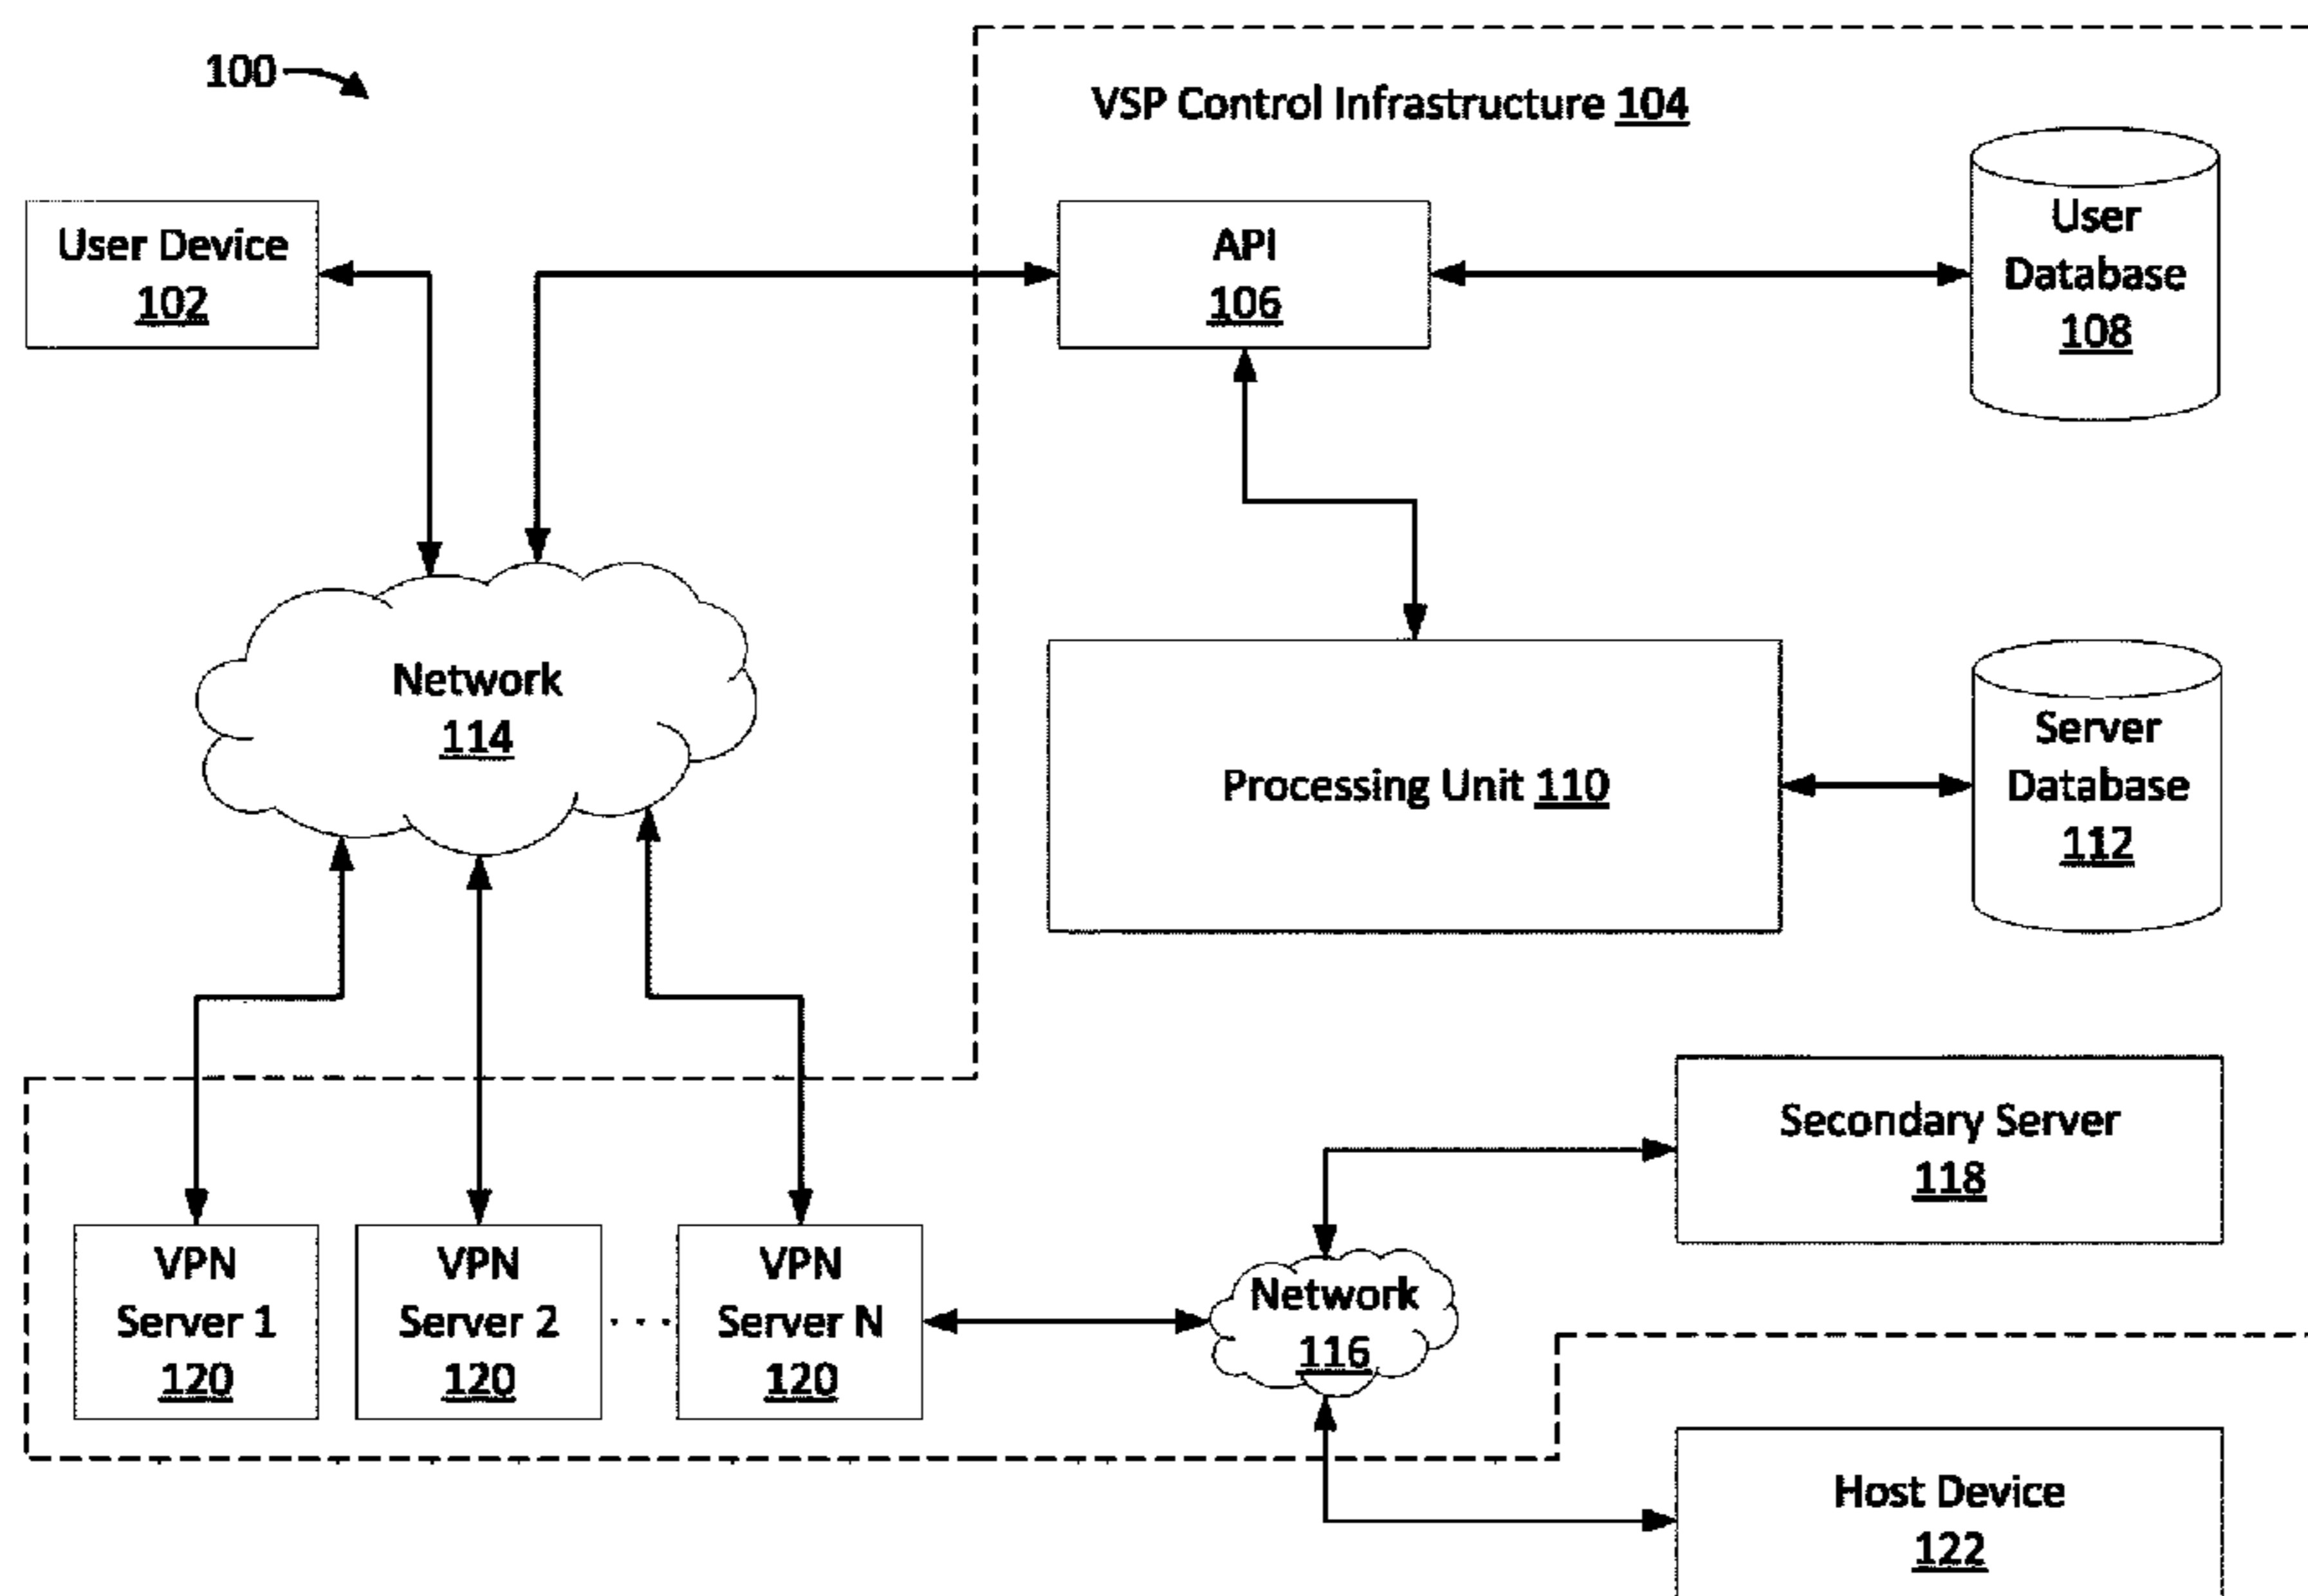 100
VSP Control Infrastructure 104
User Device
102
API
106
User
Database
108
Network
114
Processing Unit 110
Server
Database
112
Secondary Server
118
VPN
Server 1
120
VPN
Server 2
120
. . .
VPN
Server N
120
Network
116
Host Device
122